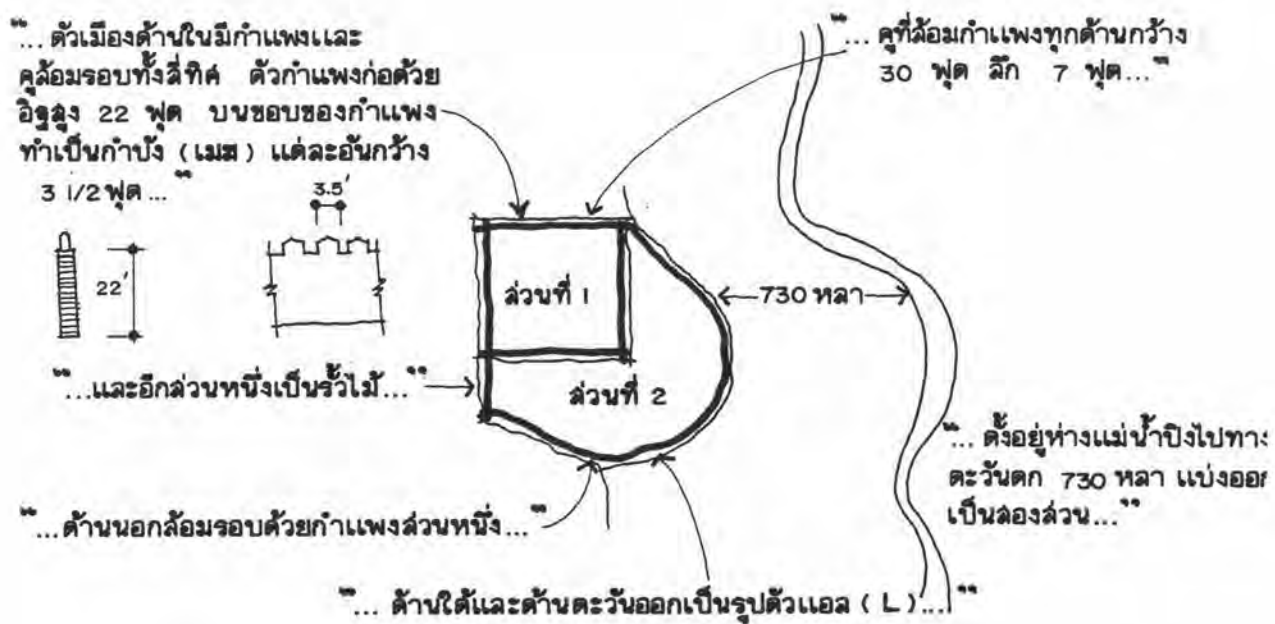 “... ตัวเมืองด้านในมีกำแพงและ
คูล้อมรอบทั้งสี่ทิศ ตัวกำแพงก่อด้วย
อิฐสูง 22 ฟุต บนขอบของกำแพง
ทำเป็นกำบัง (เมส) แต่ละอันกว้าง
3 1/2 ฟุต ...”
“... คูที่ล้อมกำแพงทุกด้านกว้าง
30 ฟุต ลึก 7 ฟุต...”
3.5'
22'
ส่วนที่ 1
730 หลา
“...และอีกส่วนหนึ่งเป็นรั้วไม้...”
ส่วนที่ 2
“... ตั้งอยู่ห่างแม่น้ำปิงไปทาง
ตะวันตก 730 หลา แบ่งออก
เป็นสองส่วน...”
“...ด้านนอกล้อมรอบด้วยกำแพงส่วนหนึ่ง...”
“... ด้านใต้และด้านตะวันออกเป็นรูปตัวแอล ( L )...”